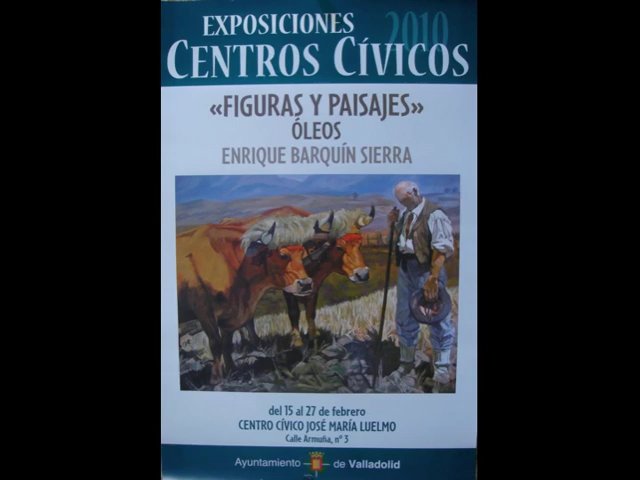 EXPOSICIONES 2010
CENTROS CÍVICOS
«FIGURAS Y PAISAJES»
ÓLEOS
ENRIQUE BARQUÍN SIERRA
del 15 al 27 de febrero
CENTRO CÍVICO JOSÉ MARÍA LUELMO
Calle Armuña, nº 3
Ayuntamiento de Valladolid